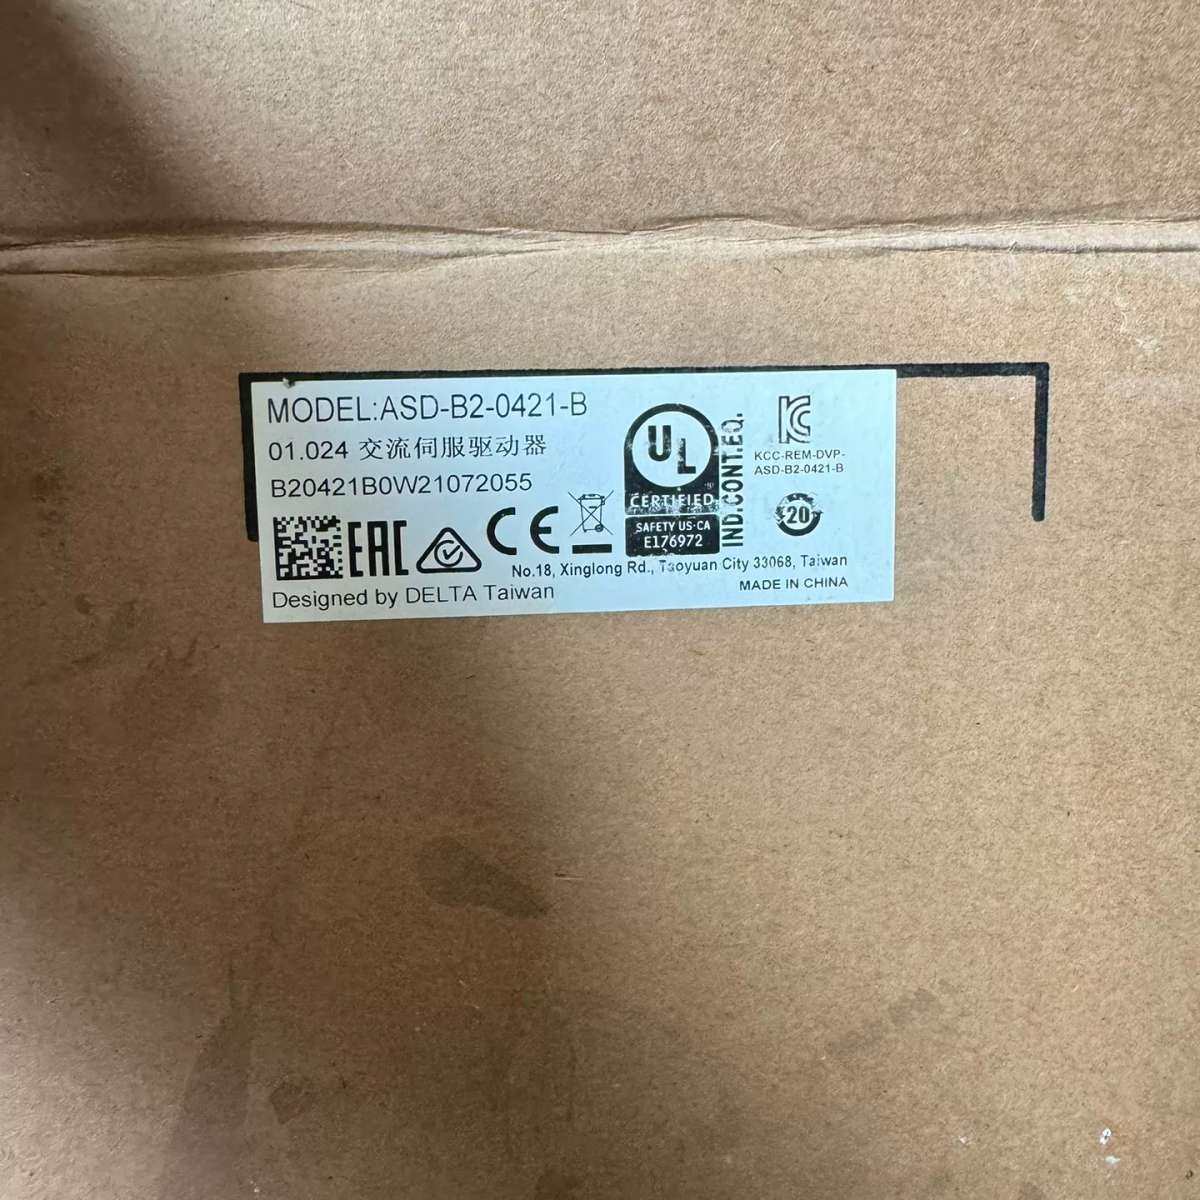 MODEL:ASD-B2-0421-B
01.024 交流伺服驱动器
B20421B0W21072055
EAC
CE
UL
CERTIFIED
SAFETY US·CA
E176972
IND.CONT.EQ.
KCC-REM-DVP-
ASD-B2-0421-B
20
No.18, Xinglong Rd., Taoyuan City 33068, Taiwan
Designed by DELTA Taiwan
MADE IN CHINA